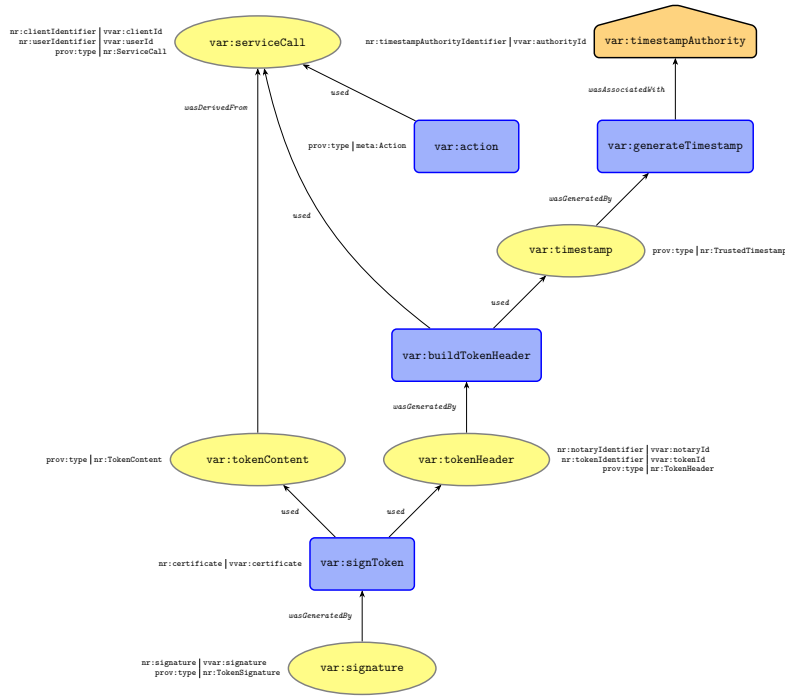 nr:clientIdentifier | vvar:clientId
nr:userIdentifier | vvar:userId
prov:type | nr:ServiceCall
var:serviceCall
nr:timestampAuthorityIdentifier | vvar:authorityId
var:timestampAuthority
used
wasAssociatedWith
wasDerivedFrom
prov:type | meta:Action
var:action
var:generateTimestamp
wasGeneratedBy
used
var:timestamp
prov:type | nr:TrustedTimestamp
used
var:buildTokenHeader
wasGeneratedBy
prov:type | nr:TokenContent
var:tokenContent
var:tokenHeader
nr:notaryIdentifier | vvar:notaryId
nr:tokenIdentifier | vvar:tokenId
prov:type | nr:TokenHeader
used
used
nr:certificate | vvar:certificate
var:signToken
wasGeneratedBy
nr:signature | vvar:signature
prov:type | nr:TokenSignature
var:signature